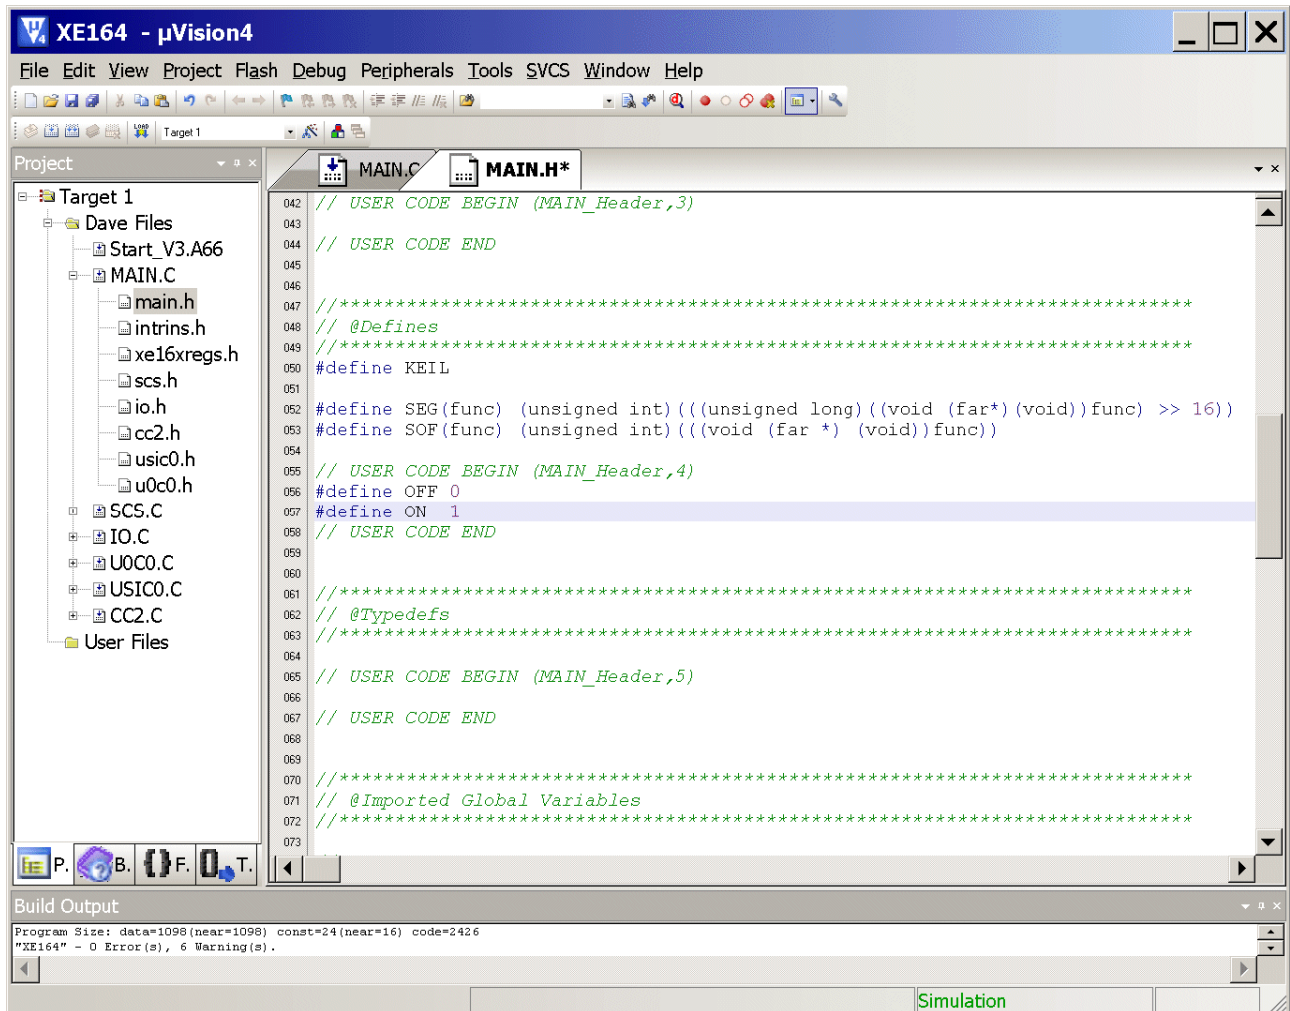 XE164 - µVision4
File Edit View Project Flash Debug Peripherals Tools SVCS Window Help
Target 1
Project
MAIN.C
MAIN.H*
Target 1
Dave Files
Start_V3.A66
MAIN.C
main.h
intrins.h
xe16xregs.h
scs.h
io.h
cc2.h
usic0.h
u0c0.h
SCS.C
IO.C
U0C0.C
USIC0.C
CC2.C
User Files
042 // USER CODE BEGIN (MAIN_Header,3)
043
044 // USER CODE END
045
046
047 //****************************************************************************
048 // @Defines
049 //****************************************************************************
050 #define KEIL
051
052 #define SEG(func) (unsigned int)(((unsigned long)((void (far*)(void))func) >> 16))
053 #define SOF(func) (unsigned int)(((void (far *) (void))func))
054
055 // USER CODE BEGIN (MAIN_Header,4)
056 #define OFF 0
057 #define ON  1
058 // USER CODE END
059
060
061 //****************************************************************************
062 // @Typedefs
063 //****************************************************************************
064
065 // USER CODE BEGIN (MAIN_Header,5)
066
067 // USER CODE END
068
069
070 //****************************************************************************
071 // @Imported Global Variables
072 //****************************************************************************
073
P. B. {} F. 0 T.
Build Output
Program Size: data=1098(near=1098) const=24(near=16) code=2426
"XE164" - 0 Error(s), 6 Warning(s).
Simulation